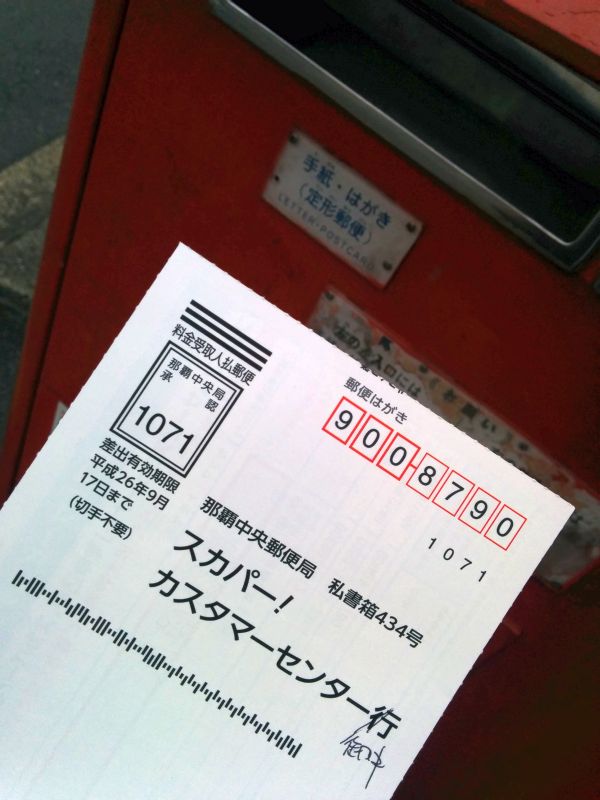 手紙・はがき
(定形郵便)
LETTER・POSTCARD
料金受取人払郵便
那覇中央局
承認
1071
差出有効期限
平成26年9月
17日まで
(切手不要)
郵便はがき
9008790
1071
那覇中央郵便局 私書箱434号
スカパー!
カスタマーセンター行
御中